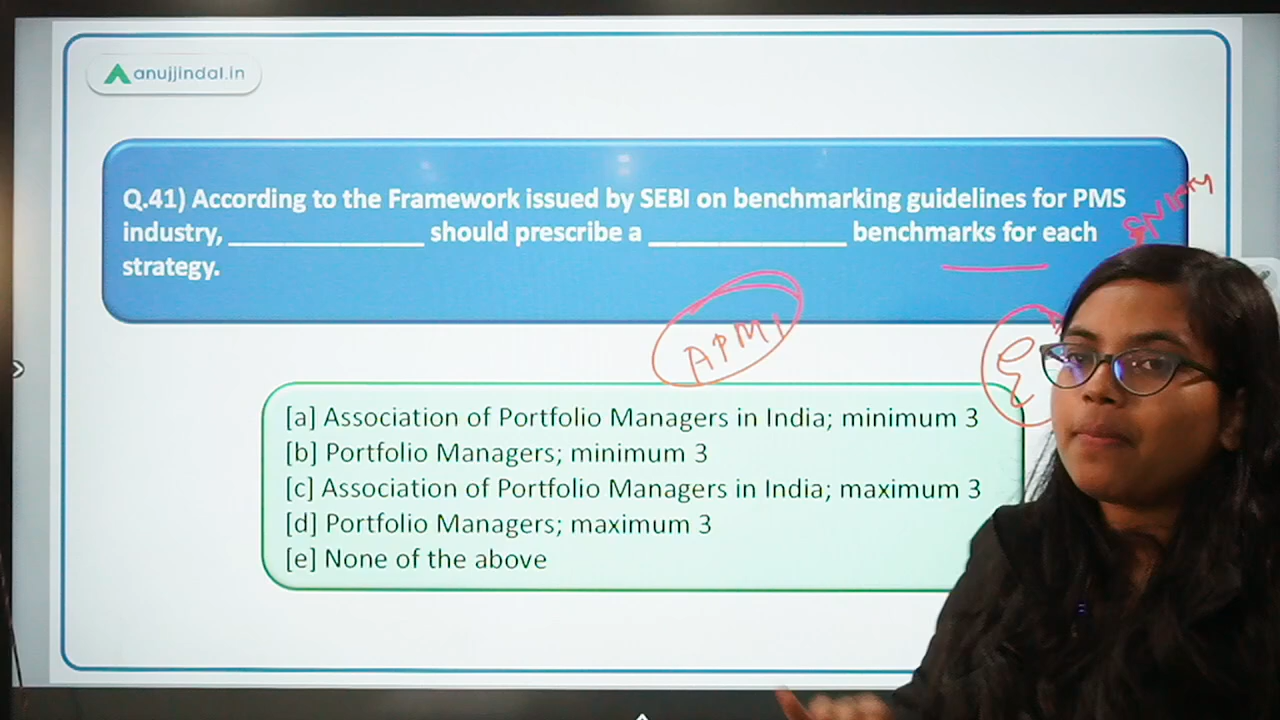 anujjindal.in
Q.41) According to the Framework issued by SEBI on benchmarking guidelines for PMS
industry, ________________ should prescribe a ________________ benchmarks for each
strategy.
APMI
[a] Association of Portfolio Managers in India; minimum 3
[b] Portfolio Managers; minimum 3
[c] Association of Portfolio Managers in India; maximum 3
[d] Portfolio Managers; maximum 3
[e] None of the above